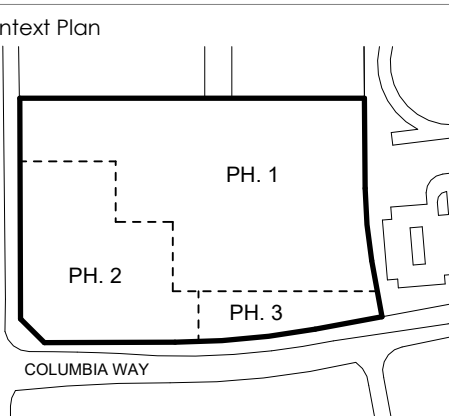 ntext Plan
PH. 1
PH. 2
PH. 3
COLUMBIA WAY